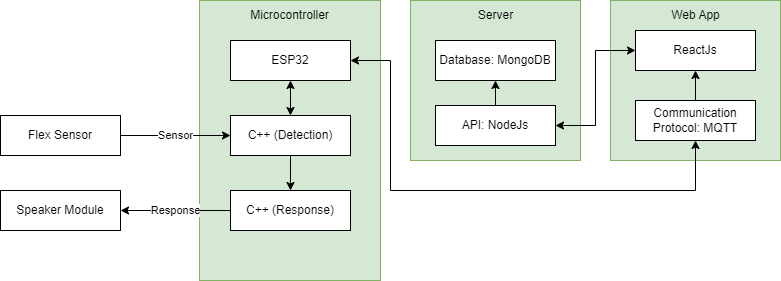 Microcontroller
Server
Web App
ESP32
Database: MongoDB
ReactJs
Flex Sensor
Sensor
C++ (Detection)
API: NodeJs
Communication
Protocol: MQTT
Speaker Module
Response
C++ (Response)